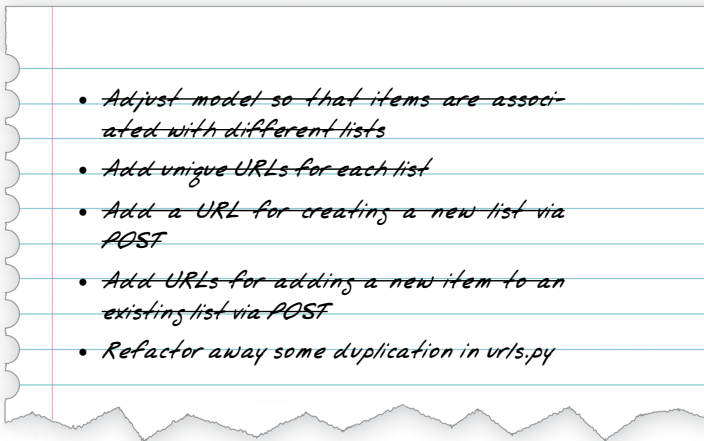 • Adjust model so that items are associ-
ated with different lists
• Add unique URLs for each list
• Add a URL for creating a new list via
POST
• Add URLs for adding a new item to an
existing list via POST
• Refactor away some duplication in urls.py